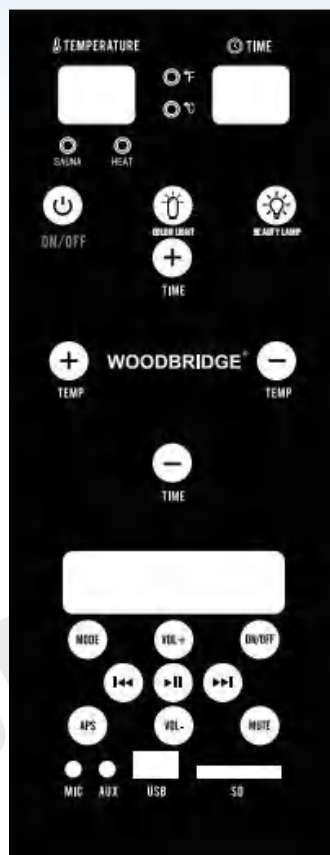 TEMPERATURE
TIME
°F
°C
SAUNA HEAT
ON/OFF
COLOR LIGHT
BEAUTY LAMP
TIME
WOODBRIDGE®
TEMP
TEMP
TIME
MODE VOL+ ON/OFF
APS VOL- MUTE
MIC AUX USB SD